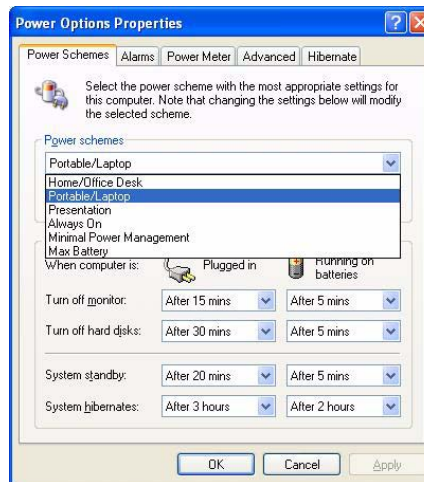 Power Options Properties
Power Schemes Alarms Power Meter Advanced Hibernate
Select the power scheme with the most appropriate settings for
this computer. Note that changing the settings below will modify
the selected scheme.
Power schemes
Portable/Laptop
Home/Office Desk
Portable/Laptop
Presentation
Always On
Minimal Power Management
Max Battery
When computer is: Plugged in Running on
batteries
Turn off monitor: After 15 mins After 5 mins
Turn off hard disks: After 30 mins After 5 mins
System standby: After 20 mins After 5 mins
System hibernates: After 3 hours After 2 hours
OK Cancel Apply